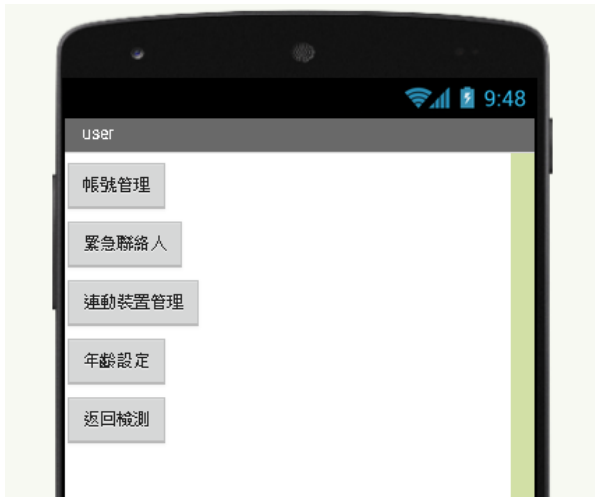 9:48
user
帳號管理
緊急聯絡人
連動裝置管理
年齡設定
返回檢測